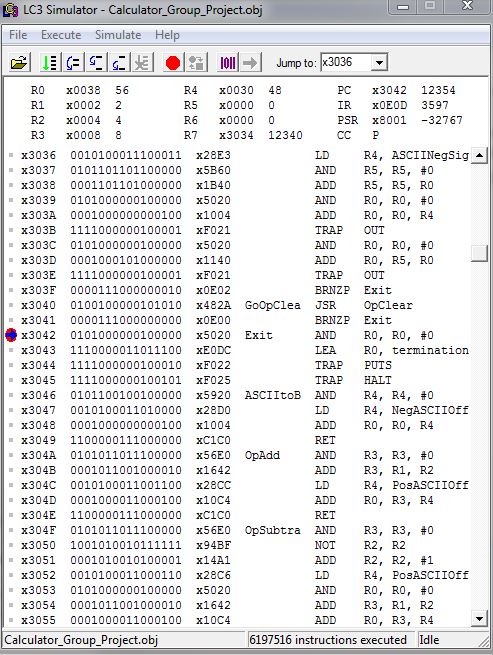 LC3 Simulator - Calculator_Group_Project.obj
File Execute Simulate Help
Jump to: x3036
R0 x0038 56 R4 x0030 48 PC x3042 12354
R1 x0002 2 R5 x0000 0 IR x0E0D 3597
R2 x0004 4 R6 x0000 0 PSR x8001 -32767
R3 x0008 8 R7 x3034 12340 CC P
x3036 0010100011100011 x28E3 LD R4, ASCIINegSig
x3037 0101101101100000 x5B60 AND R5, R5, #0
x3038 0001101101000000 x1B40 ADD R5, R5, R0
x3039 0101000000100000 x5020 AND R0, R0, #0
x303A 0001000000000100 x1004 ADD R0, R0, R4
x303B 1111000000100001 xF021 TRAP OUT
x303C 0101000000100000 x5020 AND R0, R0, #0
x303D 0001000101000000 x1140 ADD R0, R5, R0
x303E 1111000000100001 xF021 TRAP OUT
x303F 0000111000000010 x0E02 BRNZP Exit
x3040 0100100000101010 x482A GoOpClea JSR OpClear
x3041 0000111000000000 x0E00 BRNZP Exit
x3042 0101000000100000 x5020 Exit AND R0, R0, #0
x3043 1110000011011100 xE0DC LEA R0, termination
x3044 1111000000100010 xF022 TRAP PUTS
x3045 1111000000100101 xF025 TRAP HALT
x3046 0101100100100000 x5920 ASCIItoB AND R4, R4, #0
x3047 0010100011010000 x28D0 LD R4, NegASCIIOff
x3048 0001000000000100 x1004 ADD R0, R0, R4
x3049 1100000111000000 xC1C0 RET
x304A 0101011011100000 x56E0 OpAdd AND R3, R3, #0
x304B 0001011001000010 x1642 ADD R3, R1, R2
x304C 0010100011001100 x28CC LD R4, PosASCIIOff
x304D 0001000011000100 x10C4 ADD R0, R3, R4
x304E 1100000111000000 xC1C0 RET
x304F 0101011011100000 x56E0 OpSubtra AND R3, R3, #0
x3050 1001010010111111 x94BF NOT R2, R2
x3051 0001010010100001 x14A1 ADD R2, R2, #1
x3052 0010100011000110 x28C6 LD R4, PosASCIIOff
x3053 0101000000100000 x5020 AND R0, R0, #0
x3054 0001011001000010 x1642 ADD R3, R1, R2
x3055 0001000011000100 x10C4 ADD R0, R3, R4
Calculator_Group_Project.obj 6197516 instructions executed Idle